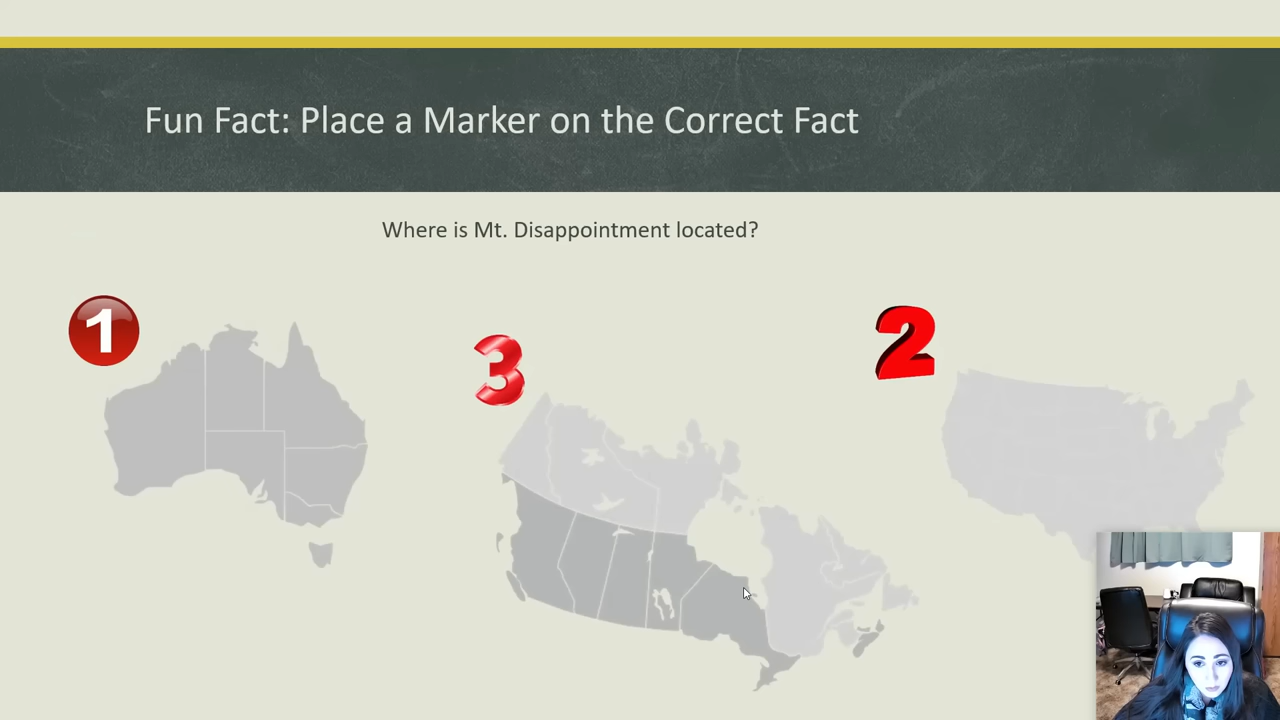 Fun Fact: Place a Marker on the Correct Fact
Where is Mt. Disappointment located?
1
3
2